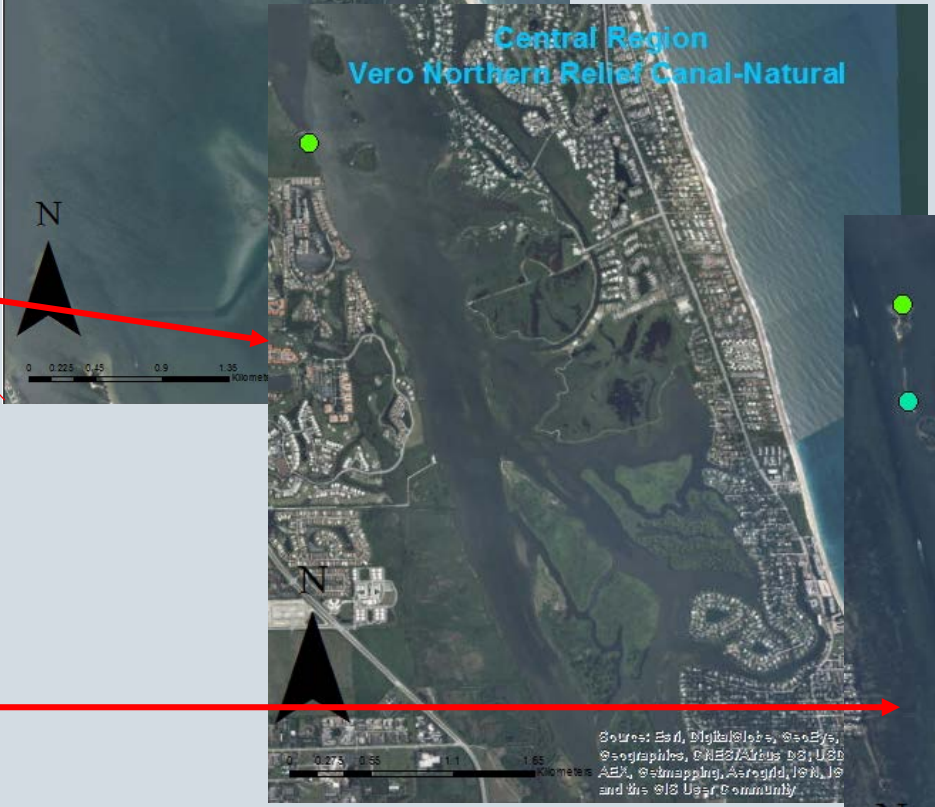 Central Region
Vero Northern Relief Canal-Natural
N
0 0.225 0.45 0.9 1.35
Kilomet
N
0 0.275 0.55 1.1 1.65
Kilometers
Source: Esri, DigitalGlobe, GeoEye,
Geographics, CNES/Airbus DS, USD
AEX, Getmapping, Aerogrid, IGN, IG
and the GIS User Community